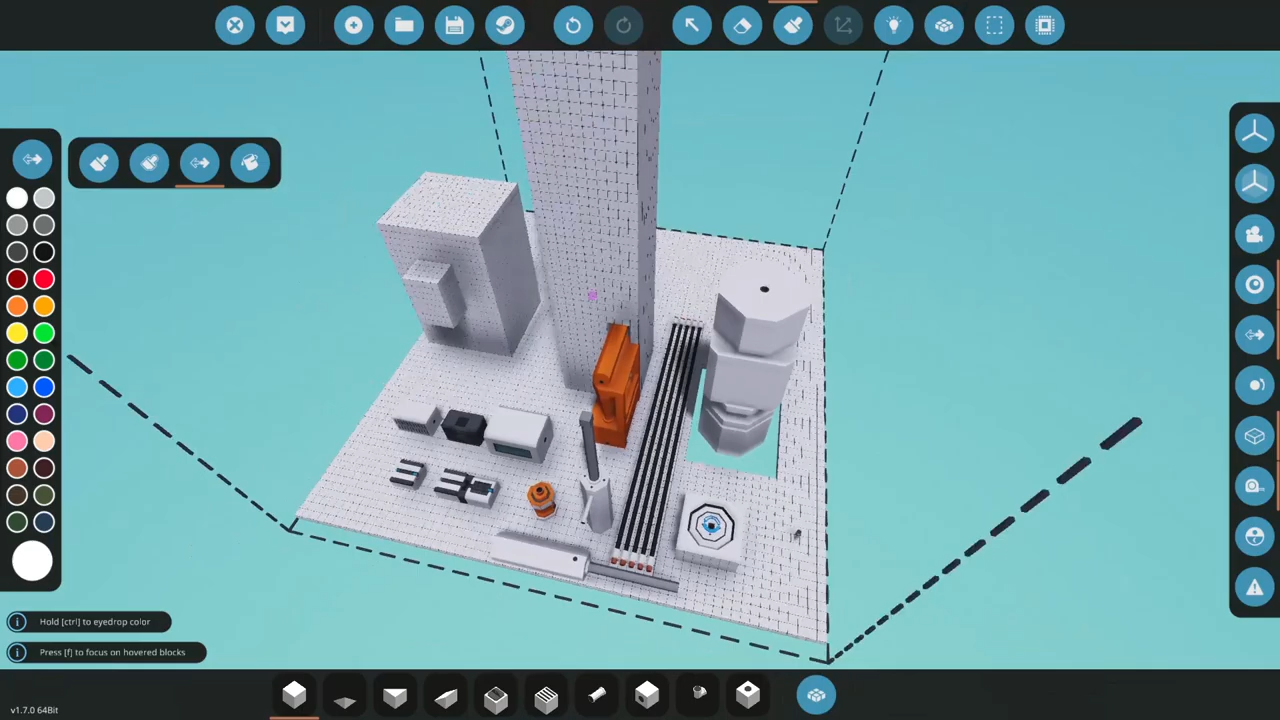 Hold [ctrl] to eyedrop color
Press [f] to focus on hovered blocks
v1.7.0 64Bit